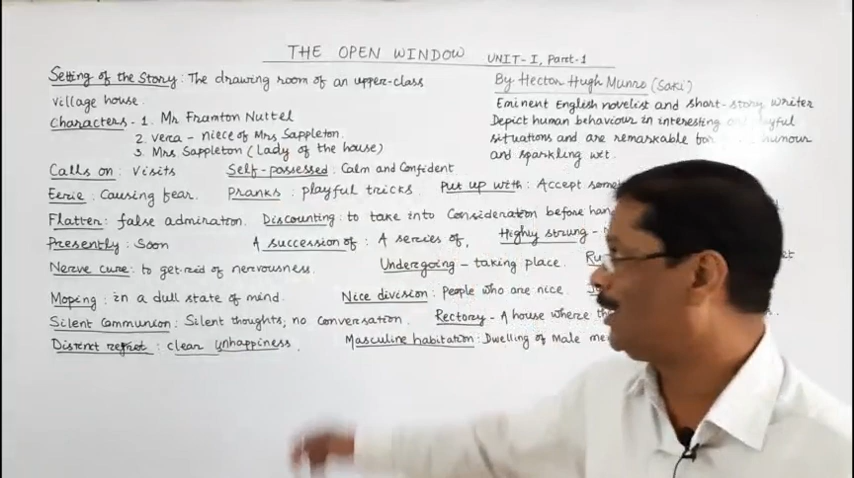 THE OPEN WINDOW UNIT-I, Part-1
Setting of the Story: The drawing room of an upper-class
village house.
Characters - 1. Mr Framton Nuttel
2. vera - niece of Mrs Sappleton.
3. Mrs Sappleton (Lady of the house)
By Hector Hugh Munro (Saki)
Eminent English novelist and short-story writer
Depict human behaviour in interesting
situations and are remarkable for humour
and sparkling wit.
Calls on: Visits Self-possessed: Calm and Confident
Eerie: Causing fear. Pranks: playful tricks. Put up with: Accept
Flatter: false admiration. Discounting: to take into Consideration before
Presently: Soon A succession of: A series of, Highly strung -
Nerve cure: to get rid of nervousness. Undergoing - taking place.
Moping: in a dull state of mind. Nice division: People who are nice.
Silent Communion: Silent thoughts, no conversation. Rectory - A house where
Distinct regret: clear unhappiness. Masculine habitation: Dwelling of male